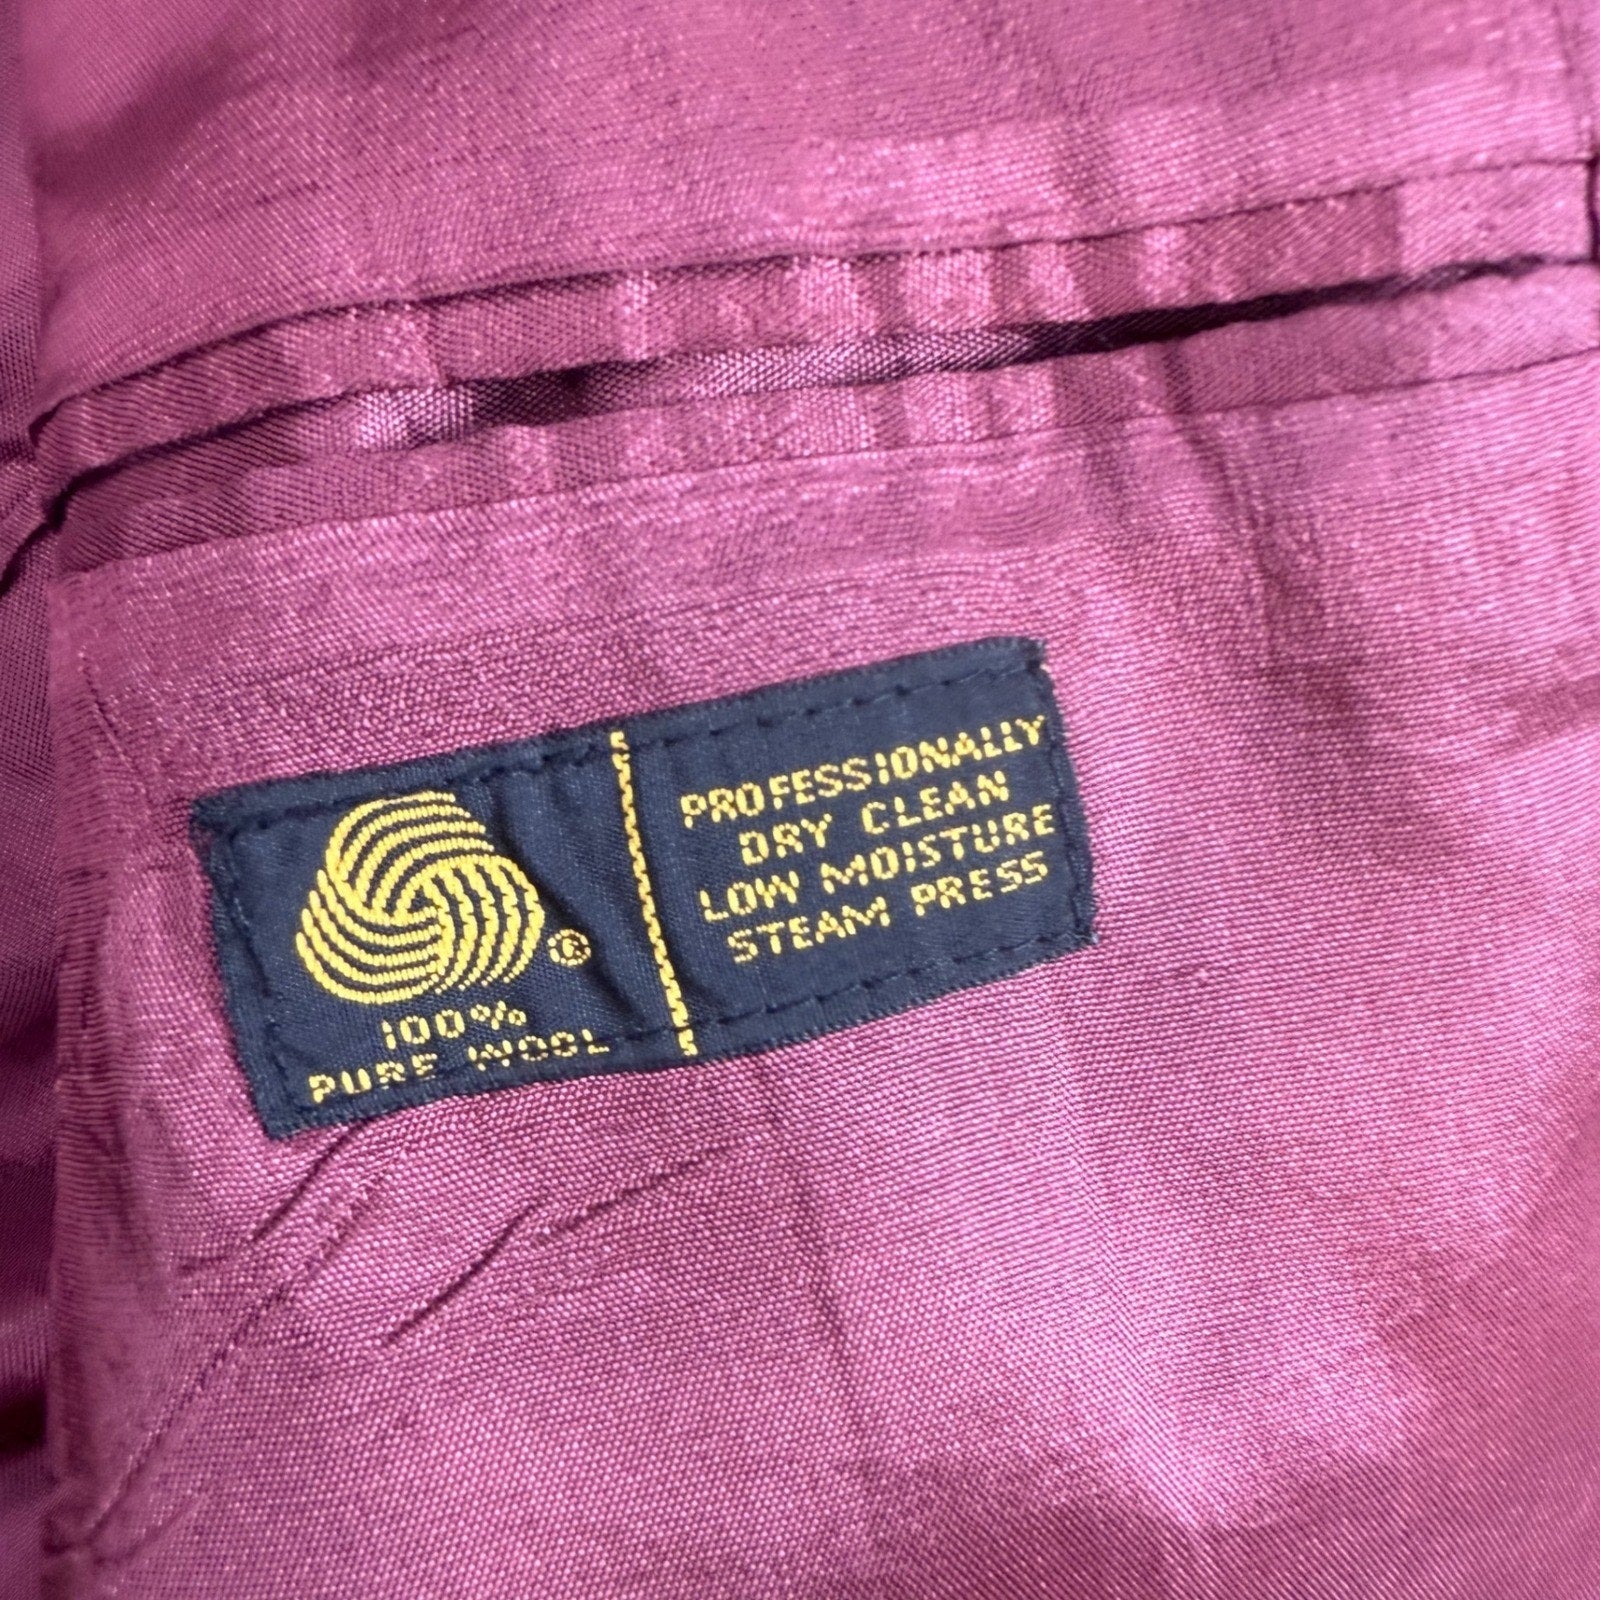 ®
100%
PURE WOOL
PROFESSIONALLY
DRY CLEAN
LOW MOISTURE
STEAM PRESS